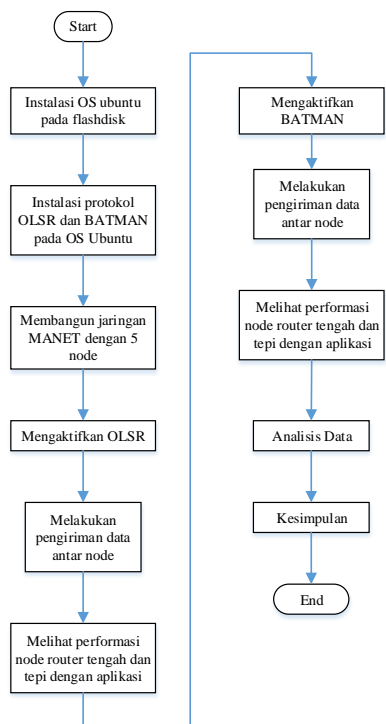 Start
Instalasi OS ubuntu
pada flashdisk
Instalasi protokol
OLSR dan BATMAN
pada OS Ubuntu
Membangun jaringan
MANET dengan 5
node
Mengaktifkan OLSR
Melakukan
pengiriman data
antar node
Melihat performasi
node router tengah dan
tepi dengan aplikasi
Mengaktifkan
BATMAN
Melakukan
pengiriman data
antar node
Melihat performasi
node router tengah dan
tepi dengan aplikasi
Analisis Data
Kesimpulan
End